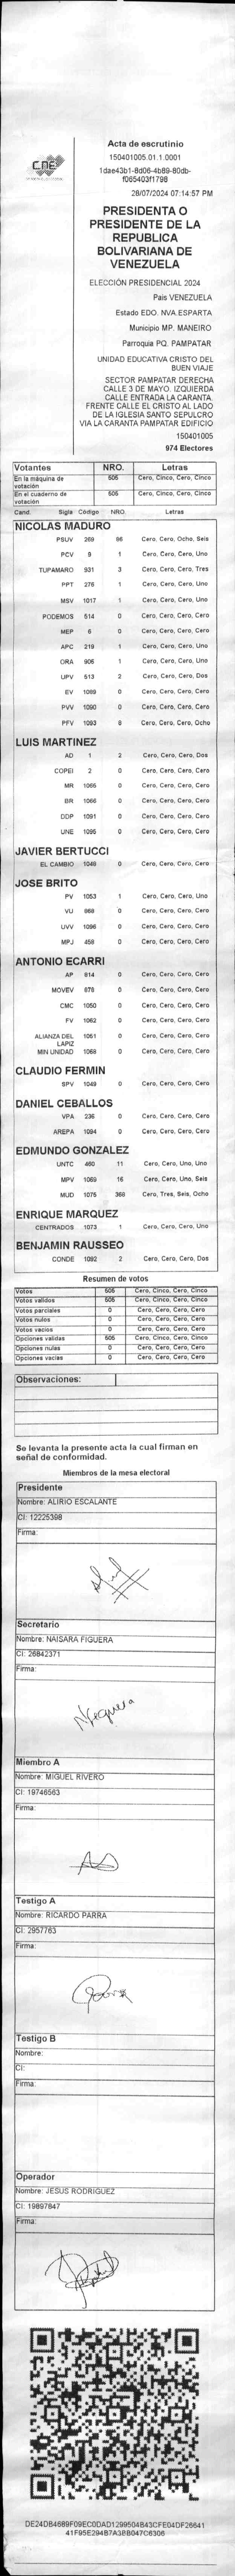 CNE
Acta de escrutinio
150401005.01.1.0001
1dae43b1-8d06-4b89-80db-
f065403f1798
28/07/2024 07:14:57 PM
PRESIDENTA O
PRESIDENTE DE LA
REPUBLICA
BOLIVARIANA DE
VENEZUELA
ELECCIÓN PRESIDENCIAL 2024
Pais VENEZUELA
Estado EDO. NVA.ESPARTA
Municipio MP. MANEIRO
Parroquia PQ. PAMPATAR
UNIDAD EDUCATIVA CRISTO DEL
BUEN VIAJE
SECTOR PAMPATAR DERECHA
CALLE 3 DE MAYO. IZQUIERDA
CALLE ENTRADA LA CARANTA.
FRENTE CALLE EL CRISTO AL LADO
DE LA IGLESIA SANTO SEPULCRO
VIA LA CARANTA PAMPATAR EDIFICIO
150401005
974 Electores
Votantes NRO. Letras
En la máquina de votación 505 Cero, Cinco, Cero, Cinco
En el cuaderno de votación 505 Cero, Cinco, Cero, Cinco
Cand. Sigla Código NRO. Letras
NICOLAS MADURO
PSUV 269 86 Cero, Cero, Ocho, Seis
PCV 9 1 Cero, Cero, Cero, Uno
TUPAMARO 931 3 Cero, Cero, Cero, Tres
PPT 276 1 Cero, Cero, Cero, Uno
MSV 1017 1 Cero, Cero, Cero, Uno
PODEMOS 514 0 Cero, Cero, Cero, Cero
MEP 6 0 Cero, Cero, Cero, Cero
APC 219 1 Cero, Cero, Cero, Uno
ORA 906 1 Cero, Cero, Cero, Uno
UPV 513 2 Cero, Cero, Cero, Dos
EV 1089 0 Cero, Cero, Cero, Cero
PVV 1090 0 Cero, Cero, Cero, Cero
PFV 1093 8 Cero, Cero, Cero, Ocho
LUIS MARTINEZ
AD 1 2 Cero, Cero, Cero, Dos
COPEI 2 0 Cero, Cero, Cero, Cero
MR 1065 0 Cero, Cero, Cero, Cero
BR 1066 0 Cero, Cero, Cero, Cero
DDP 1091 0 Cero, Cero, Cero, Cero
UNE 1095 0 Cero, Cero, Cero, Cero
JAVIER BERTUCCI
EL CAMBIO 1048 0 Cero, Cero, Cero, Cero
JOSE BRITO
PV 1053 1 Cero, Cero, Cero, Uno
VU 868 0 Cero, Cero, Cero, Cero
UVV 1096 0 Cero, Cero, Cero, Cero
MPJ 458 0 Cero, Cero, Cero, Cero
ANTONIO ECARRI
AP 814 0 Cero, Cero, Cero, Cero
MOVEV 878 0 Cero, Cero, Cero, Cero
CMC 1050 0 Cero, Cero, Cero, Cero
FV 1062 0 Cero, Cero, Cero, Cero
ALIANZA DEL LAPIZ 1051 0 Cero, Cero, Cero, Cero
MIN UNIDAD 1068 0 Cero, Cero, Cero, Cero
CLAUDIO FERMIN
SPV 1049 0 Cero, Cero, Cero, Cero
DANIEL CEBALLOS
VPA 236 0 Cero, Cero, Cero, Cero
AREPA 1094 0 Cero, Cero, Cero, Cero
EDMUNDO GONZALEZ
UNTC 460 11 Cero, Cero, Uno, Uno
MPV 1069 16 Cero, Cero, Uno, Seis
MUD 1075 368 Cero, Tres, Seis, Ocho
ENRIQUE MARQUEZ
CENTRADOS 1073 1 Cero, Cero, Cero, Uno
BENJAMIN RAUSSEO
CONDE 1092 2 Cero, Cero, Cero, Dos
Resumen de votos
Votos 505 Cero, Cinco, Cero, Cinco
Votos validos 505 Cero, Cinco, Cero, Cinco
Votos parciales 0 Cero, Cero, Cero, Cero
Votos nulos 0 Cero, Cero, Cero, Cero
Votos vacios 0 Cero, Cero, Cero, Cero
Opciones validas 505 Cero, Cinco, Cero, Cinco
Opciones nulas 0 Cero, Cero, Cero, Cero
Opciones vacias 0 Cero, Cero, Cero, Cero
Observaciones:
Se levanta la presente acta la cual firman en
señal de conformidad.
Miembros de la mesa electoral
Presidente
Nombre: ALIRIO ESCALANTE
CI: 12225398
Firma:
Secretario
Nombre: NAISARA FIGUERA
CI: 26842371
Firma:
Miembro A
Nombre: MIGUEL RIVERO
CI: 19746563
Firma:
Testigo A
Nombre: RICARDO PARRA
CI: 2957763
Firma:
Testigo B
Nombre:
CI:
Firma:
Operador
Nombre: JESUS RODRIGUEZ
CI: 19897647
Firma:
DE24DB4689F09EC0DAD1299504B43CFE04DF26641
41F95E294B7A3BB047C6306